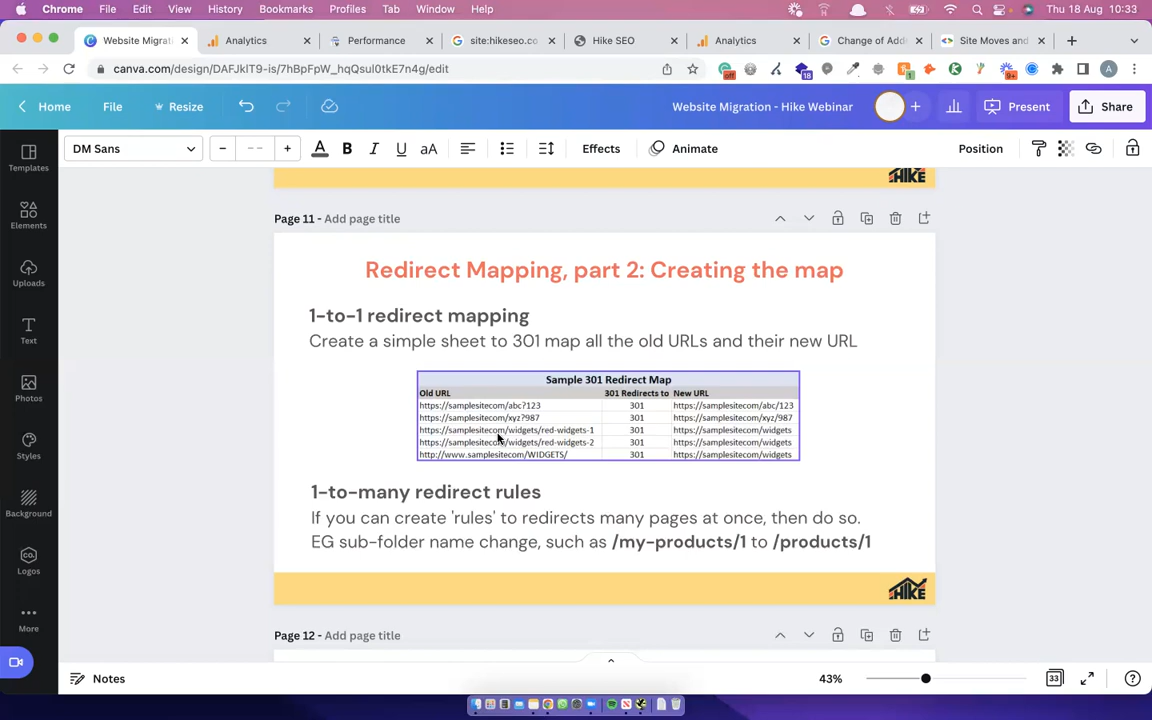 Chrome File Edit View History Bookmarks Profiles Tab Window Help Thu 18 Aug 10:33
Website Migrat Analytics Performance site:hikeseo.co Hike SEO Analytics Change of Addr Site Moves and
canva.com/design/DAFJklT9-is/7hBpFpW_hqQsul0tkE7n4g/edit
Home File Resize Website Migration - Hike Webinar Present Share
DM Sans - -- + A B I U aA Effects Animate Position
Templates
Elements
Uploads
Text
Photos
Styles
Background
Logos
More
HIKE
Page 11 - Add page title
Redirect Mapping, part 2: Creating the map
1-to-1 redirect mapping
Create a simple sheet to 301 map all the old URLs and their new URL
Sample 301 Redirect Map
Old URL 301 Redirects to New URL
https://samplesitecom/abc?123 301 https://samplesitecom/abc/123
https://samplesitecom/xyz?987 301 https://samplesitecom/xyz/987
https://samplesitecom/widgets/red-widgets-1 301 https://samplesitecom/widgets
https://samplesitecom/widgets/red-widgets-2 301 https://samplesitecom/widgets
http://www.samplesitecom/WIDGETS/ 301 https://samplesitecom/widgets
1-to-many redirect rules
If you can create 'rules' to redirects many pages at once, then do so.
EG sub-folder name change, such as /my-products/1 to /products/1
HIKE
Page 12 - Add page title
Notes 43% 33